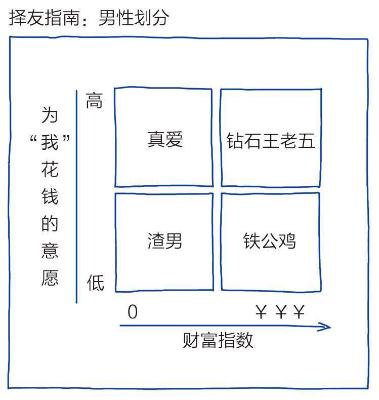 择友指南：男性划分
为“我”花钱的意愿
高
真爱
钻石王老五
渣男
铁公鸡
低
0
￥￥￥
财富指数